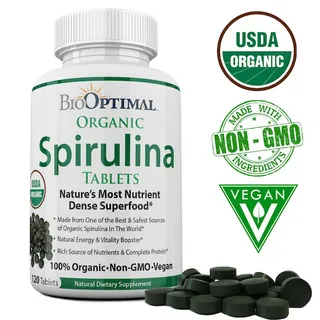 BIOOPTIMAL
ORGANIC
Spirulina
TABLETS
Nature's Most Nutrient
Dense Superfood*
USDA
ORGANIC
• Made from One of the Best & Safest Sources
of Organic Spirulina In The World*
• Natural Energy & Vitality Booster*
• Rich Source of Nutrients & Complete Protein*
100% Organic•Non-GMO•Vegan
120 Tablets
Natural Dietary Supplement
USDA
ORGANIC
MADE WITH
NON-GMO
INGREDIENTS
VEGAN
V